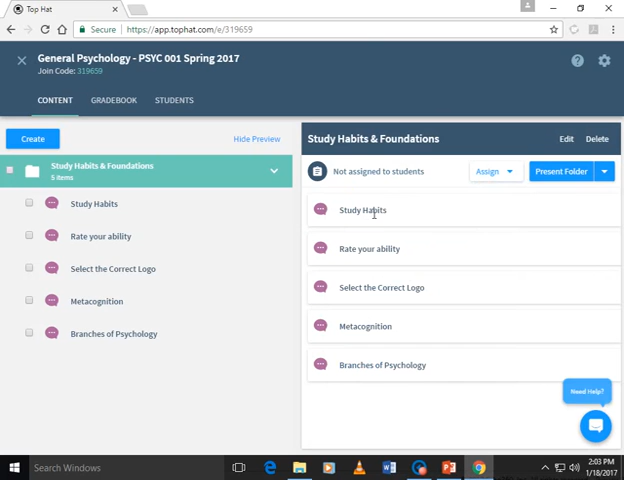 Top Hat
Secure
https://app.tophat.com/e/319659
General Psychology - PSYC 001 Spring 2017
Join Code: 319659
CONTENT
GRADEBOOK
STUDENTS
Create
Hide Preview
Study Habits & Foundations
5 items
Study Habits
Rate your ability
Select the Correct Logo
Metacognition
Branches of Psychology
Study Habits & Foundations
Edit
Delete
Not assigned to students
Assign
Present Folder
Study Habits
Rate your ability
Select the Correct Logo
Metacognition
Branches of Psychology
Need Help?
Search Windows
2:03 PM
1/18/2017